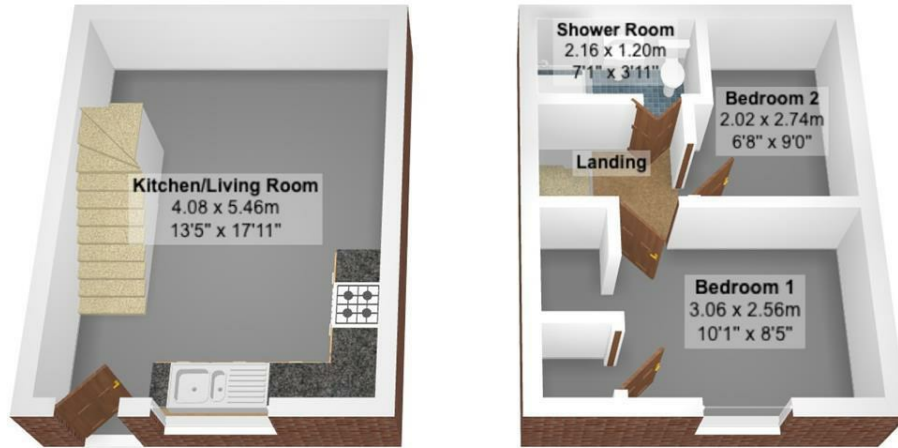 Kitchen/Living Room
4.08 x 5.46m
13'5" x 17'11"
Shower Room
2.16 x 1.20m
7'1" x 3'11"
Bedroom 2
2.02 x 2.74m
6'8" x 9'0"
Landing
Bedroom 1
3.06 x 2.56m
10'1" x 8'5"